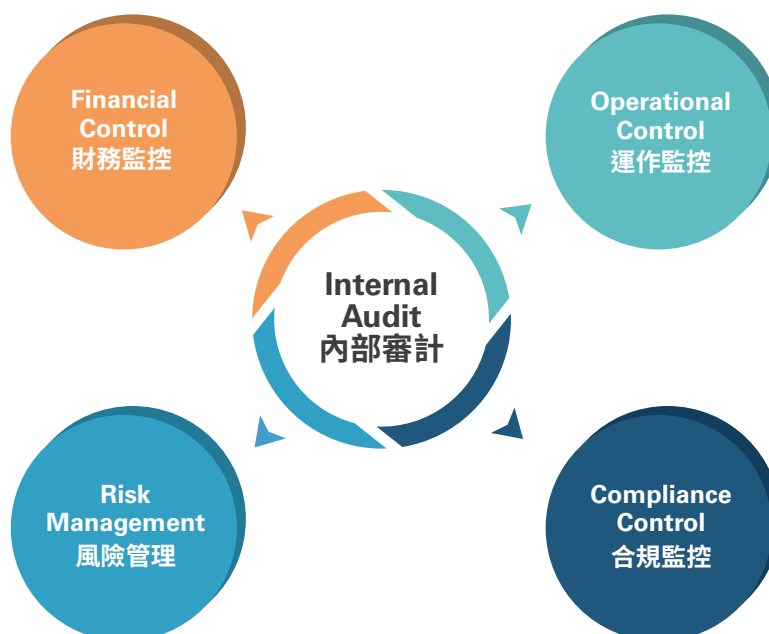 Financial
Control
財務監控
Operational
Control
運作監控
Internal
Audit
內部審計
Risk
Management
風險管理
Compliance
Control
合規監控